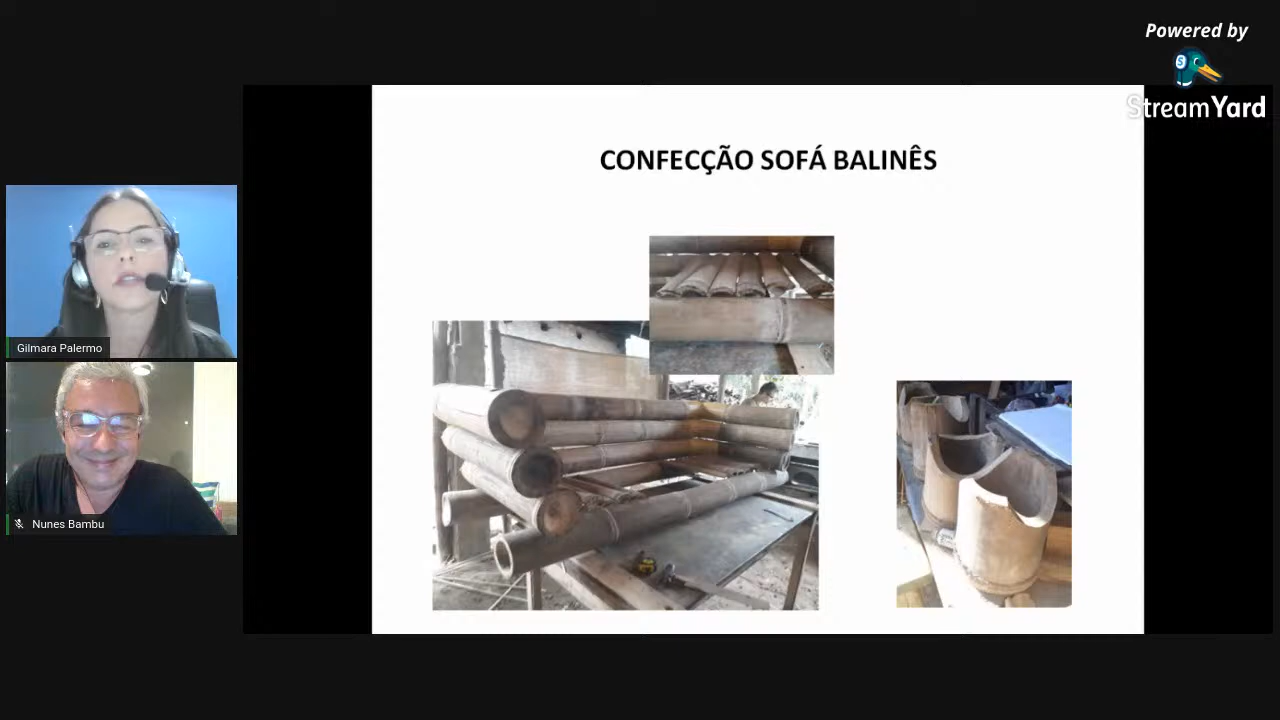 Powered by
StreamYard
CONFECÇÃO SOFÁ BALINÊS
Gilmara Palermo
Nunes Bambu